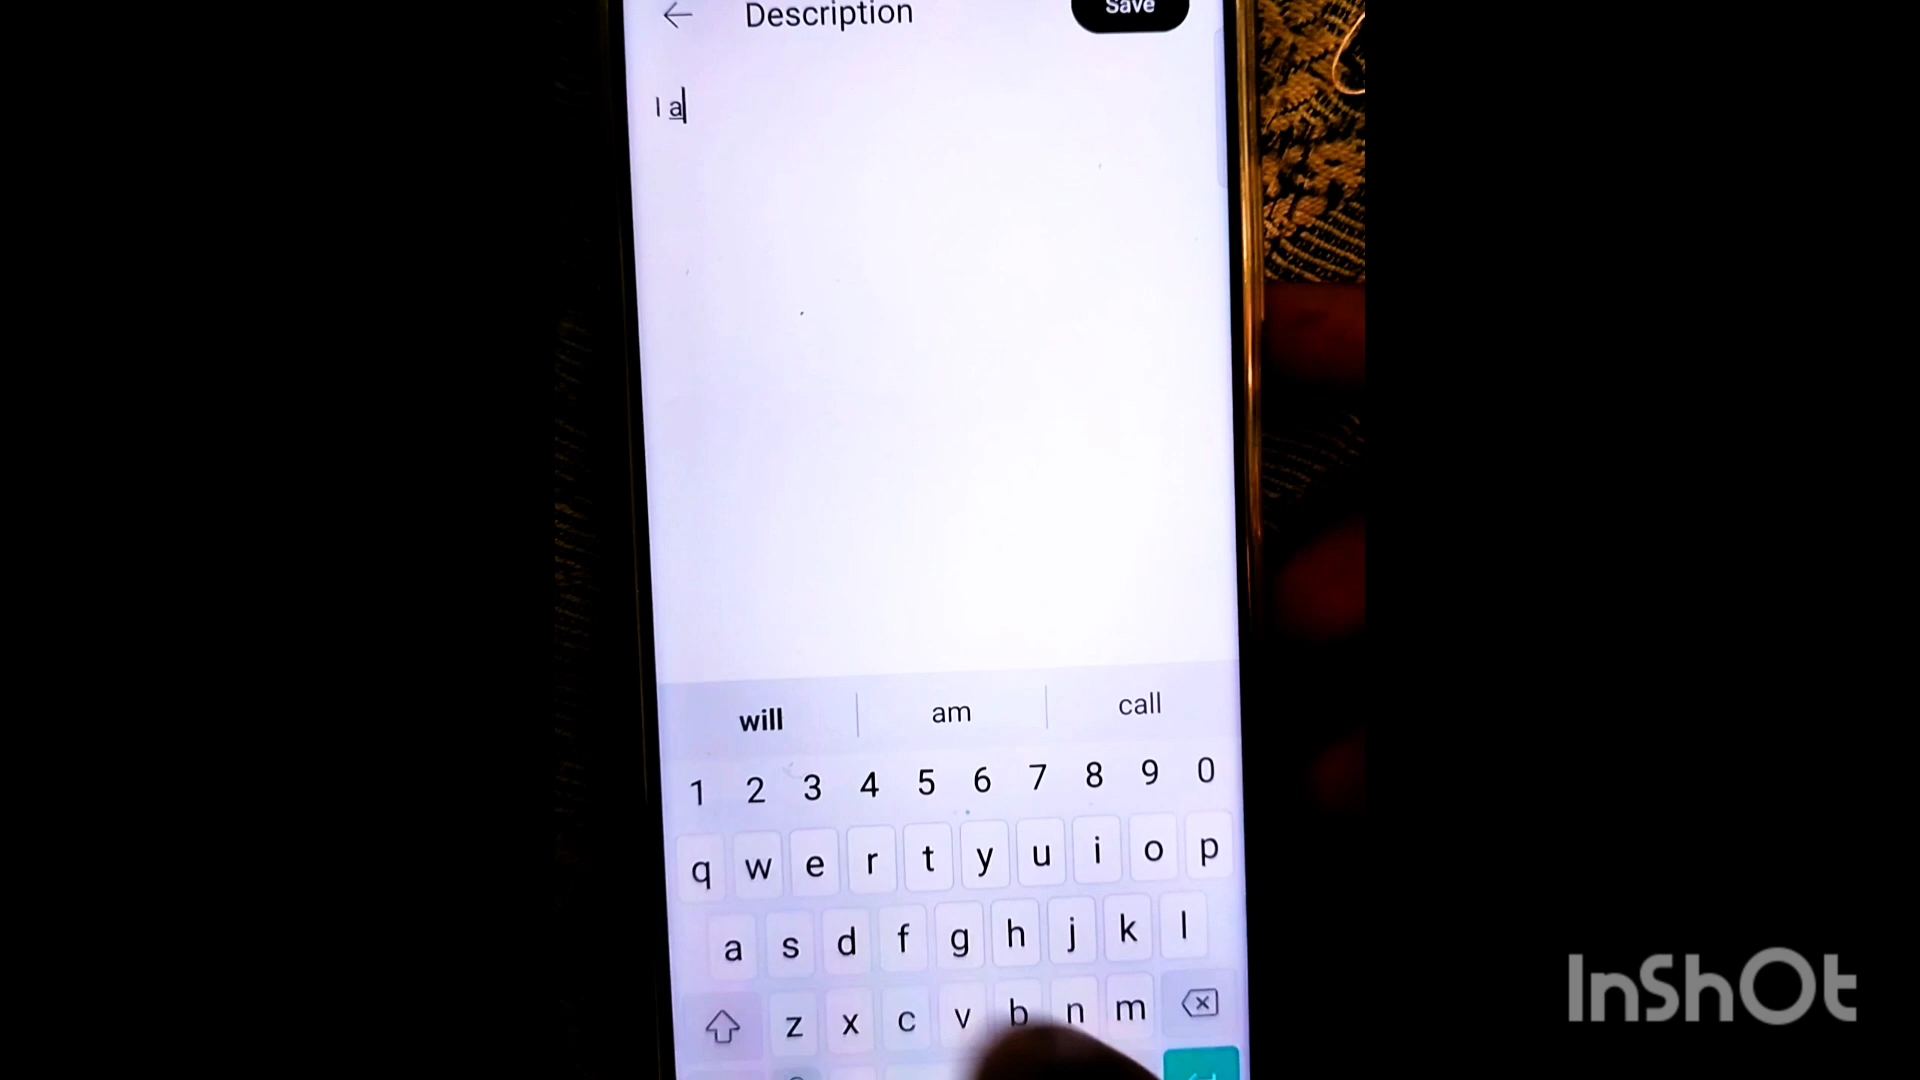 Description Save
I a
will am call
1 2 3 4 5 6 7 8 9 0
q w e r t y u i o p
a s d f g h j k l
z x c v b n m
InShOt